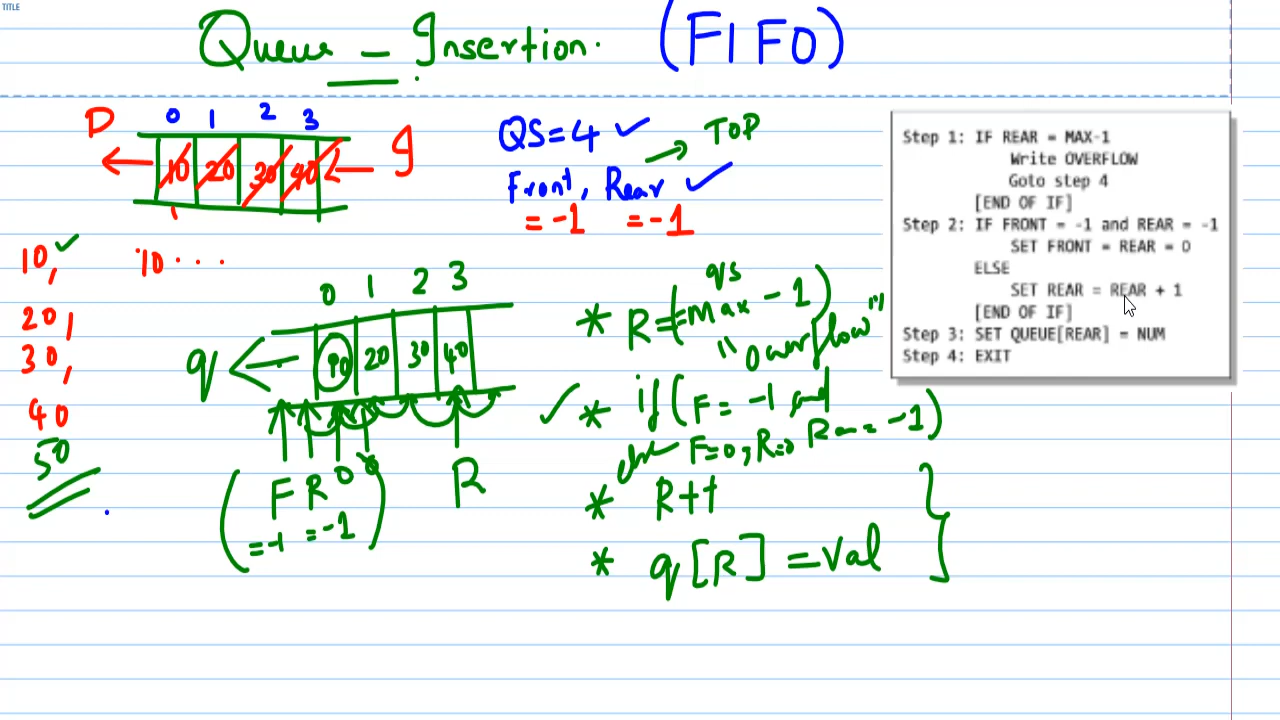 TITLE
Queue - Insertion. (FIFO)
0 1 2 3
D 10 20 30 40 I
QS=4 → TOP
Front, Rear
= -1 = -1
10,
20,
30,
40
50
10 ...
0 1 2 3
q 10 20 30 40
F R 0 0 R
= -1 = -1
qs
* R = (= Max - 1)
"Overflow"
* if (F = -1 and
R = -1)
else F=0, R=0
* R++
* q[R] = Val
Step 1: IF REAR = MAX-1
Write OVERFLOW
Goto step 4
[END OF IF]
Step 2: IF FRONT = -1 and REAR = -1
SET FRONT = REAR = 0
ELSE
SET REAR = REAR + 1
[END OF IF]
Step 3: SET QUEUE[REAR] = NUM
Step 4: EXIT